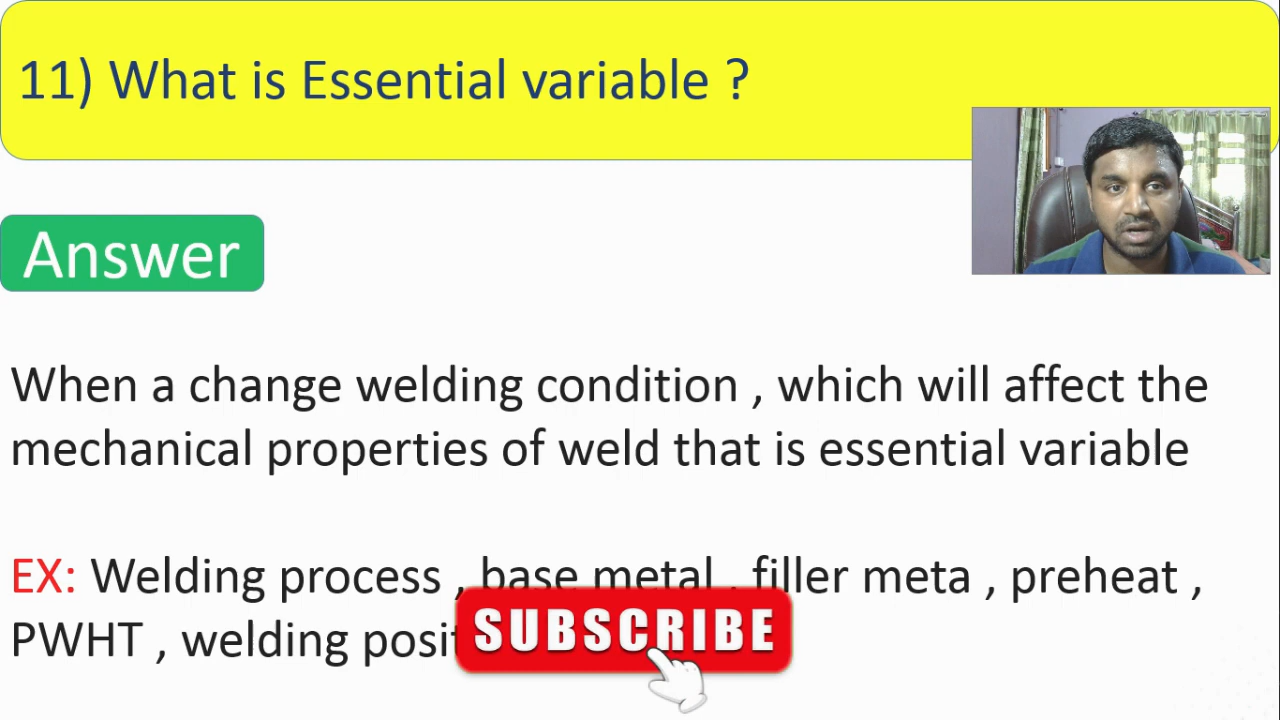 11) What is Essential variable ?
Answer
When a change welding condition , which will affect the
mechanical properties of weld that is essential variable
EX: Welding process , base metal , filler meta , preheat ,
PWHT , welding
SUBSCRIBE